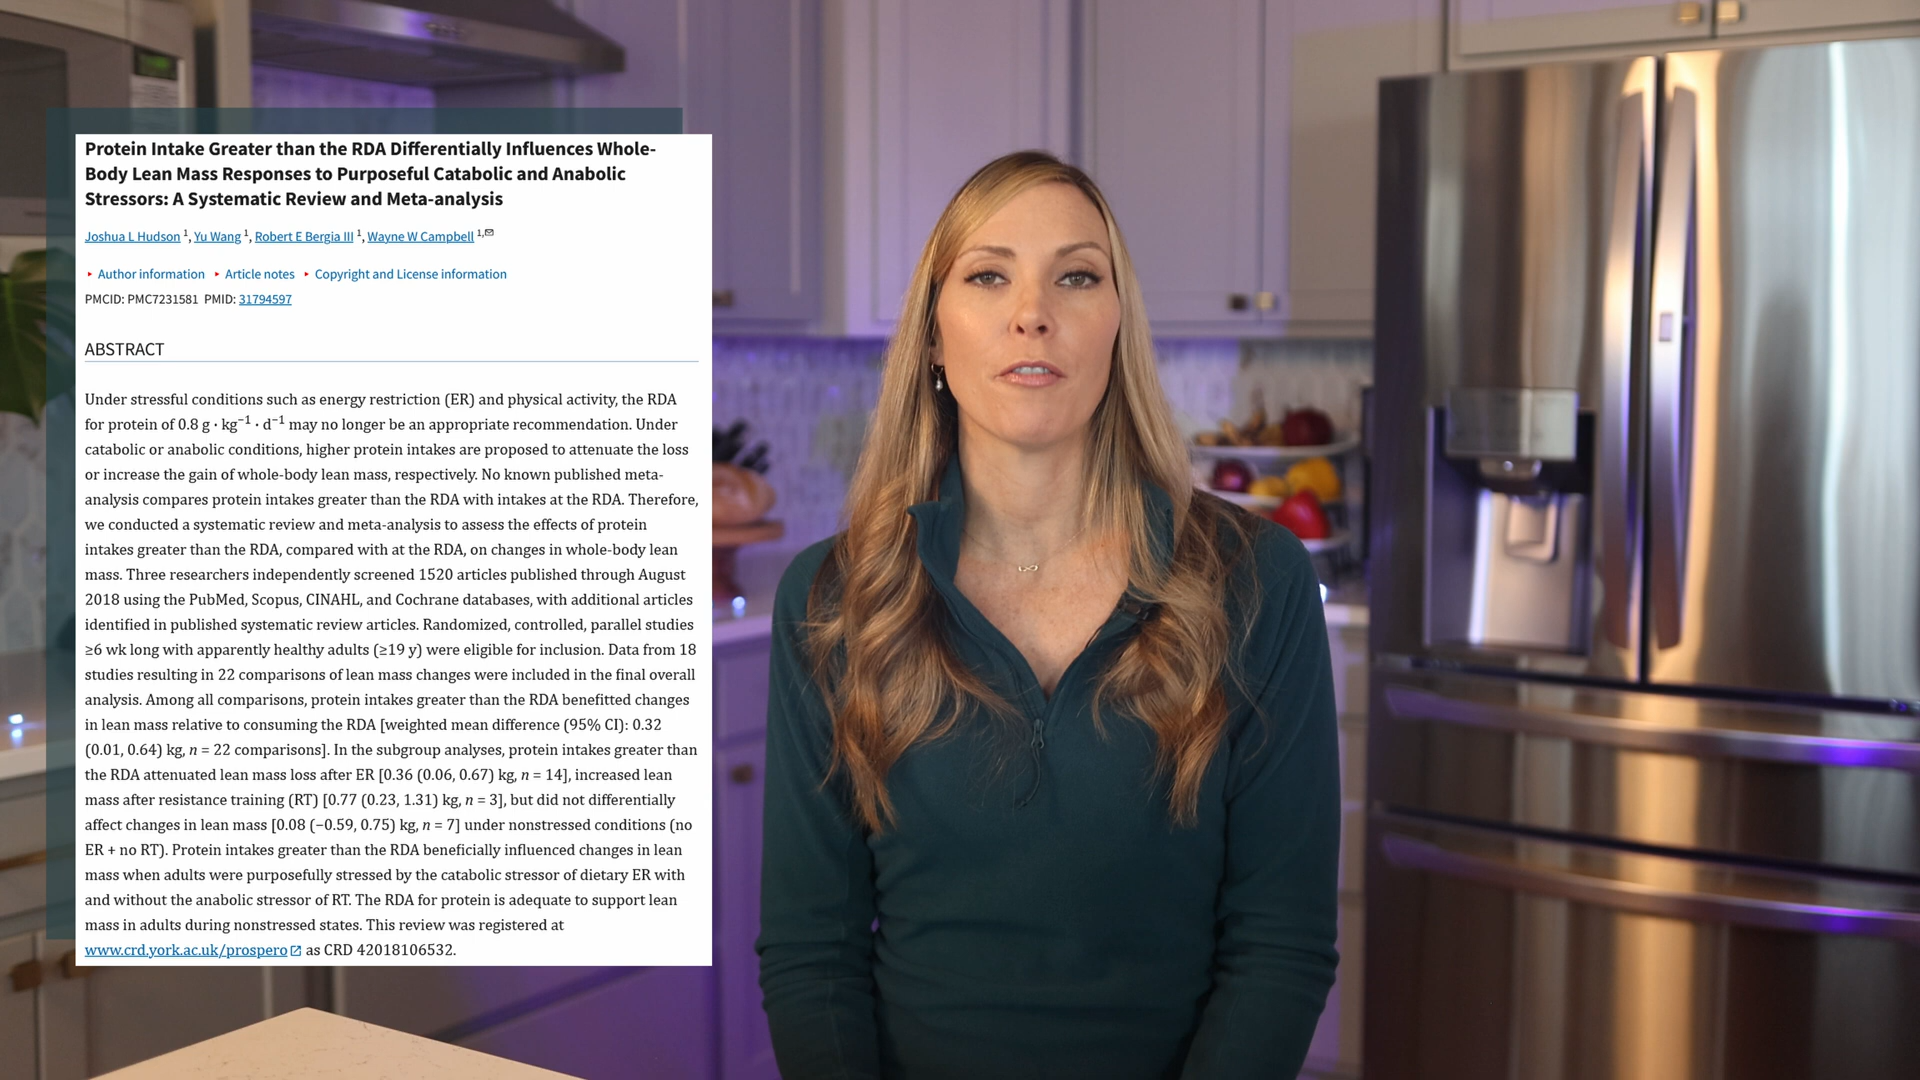 Protein Intake Greater than the RDA Differentially Influences Whole-
Body Lean Mass Responses to Purposeful Catabolic and Anabolic
Stressors: A Systematic Review and Meta-analysis
Joshua L Hudson 1, Yu Wang 1, Robert E Bergia III 1, Wayne W Campbell 1,✉
‣ Author information ‣ Article notes ‣ Copyright and License information
PMCID: PMC7231581 PMID: 31794597
ABSTRACT
Under stressful conditions such as energy restriction (ER) and physical activity, the RDA
for protein of 0.8 g · kg⁻¹ · d⁻¹ may no longer be an appropriate recommendation. Under
catabolic or anabolic conditions, higher protein intakes are proposed to attenuate the loss
or increase the gain of whole-body lean mass, respectively. No known published meta-
analysis compares protein intakes greater than the RDA with intakes at the RDA. Therefore,
we conducted a systematic review and meta-analysis to assess the effects of protein
intakes greater than the RDA, compared with at the RDA, on changes in whole-body lean
mass. Three researchers independently screened 1520 articles published through August
2018 using the PubMed, Scopus, CINAHL, and Cochrane databases, with additional articles
identified in published systematic review articles. Randomized, controlled, parallel studies
≥6 wk long with apparently healthy adults (≥19 y) were eligible for inclusion. Data from 18
studies resulting in 22 comparisons of lean mass changes were included in the final overall
analysis. Among all comparisons, protein intakes greater than the RDA benefitted changes
in lean mass relative to consuming the RDA [weighted mean difference (95% CI): 0.32
(0.01, 0.64) kg, n = 22 comparisons]. In the subgroup analyses, protein intakes greater than
the RDA attenuated lean mass loss after ER [0.36 (0.06, 0.67) kg, n = 14], increased lean
mass after resistance training (RT) [0.77 (0.23, 1.31) kg, n = 3], but did not differentially
affect changes in lean mass [0.08 (−0.59, 0.75) kg, n = 7] under nonstressed conditions (no
ER + no RT). Protein intakes greater than the RDA beneficially influenced changes in lean
mass when adults were purposefully stressed by the catabolic stressor of dietary ER with
and without the anabolic stressor of RT. The RDA for protein is adequate to support lean
mass in adults during nonstressed states. This review was registered at
www.crd.york.ac.uk/prospero as CRD 42018106532.